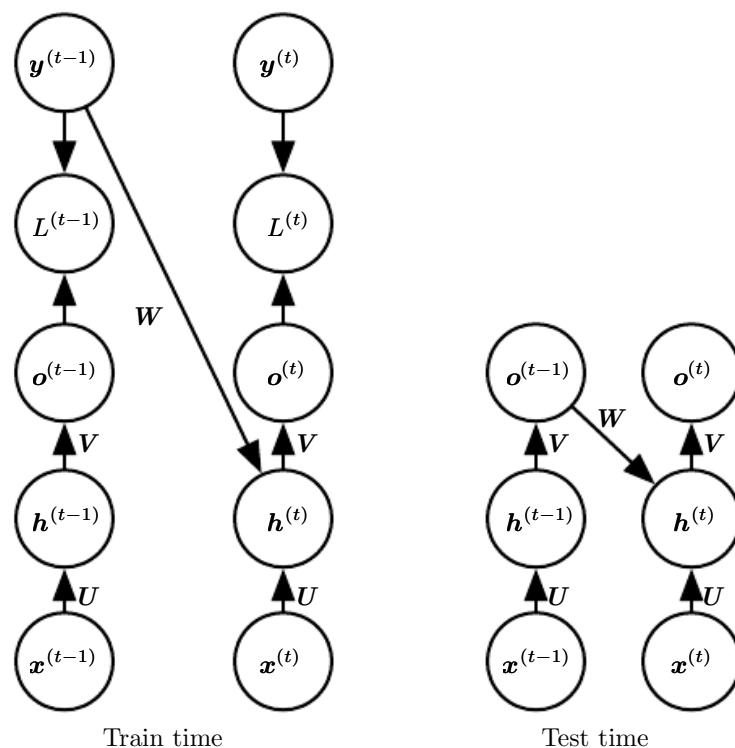 y^(t−1) y^(t)
L^(t−1) L^(t)
W
o^(t−1) o^(t) o^(t−1) o^(t)
W
V V V V
h^(t−1) h^(t) h^(t−1) h^(t)
U U U U
x^(t−1) x^(t) x^(t−1) x^(t)
Train time Test time